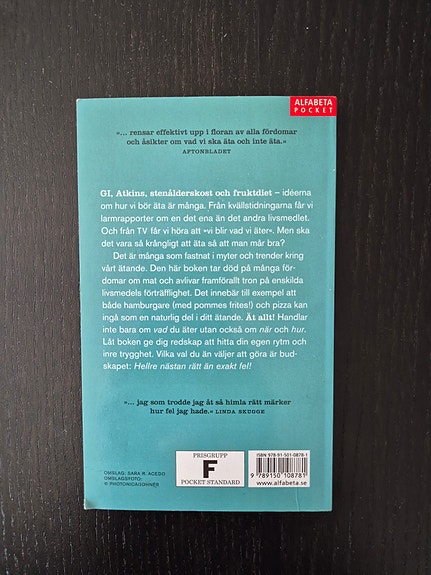 ALFABETA
POCKET
»... rensar effektivt upp i floran av alla fördomar
och åsikter om vad vi ska äta och inte äta.«
AFTONBLADET
GI, Atkins, stenålderskost och fruktdiet – idéerna
om hur vi bör äta är många. Från kvällstidningarna får vi
larmrapporter om en det ena än det andra livsmedlet.
Och från TV får vi höra att »vi blir vad vi äter«. Men ska
det vara så krångligt att äta så att man mår bra?
Det är många som fastnat i myter och trender kring
vårt ätande. Den här boken tar död på många för-
domar om mat och avlivar framförallt tron på enskilda
livsmedels förträfflighet. Det innebär till exempel att
både hamburgare (med pommes frites!) och pizza kan
ingå som en naturlig del i ditt ätande. Ät allt! Handlar
inte bara om vad du äter utan också om när och hur.
Låt boken ge dig redskap att hitta din egen rytm och
inre trygghet. Vilka val du än väljer att göra är bud-
skapet: Hellre nästan rätt än exakt fel!
»... jag som trodde jag åt så himla rätt märker
hur fel jag hade.« LINDA SKUGGE
OMSLAG: SARA R. ACEDO
OMSLAGSFOTO:
© PHOTONICA/JOHNÉR
PRISGRUPP
F
POCKET STANDARD
ISBN 978-91-501-0878-1
9 789150 108781
www.alfabeta.se